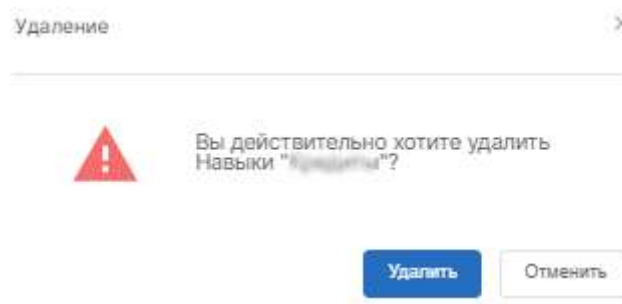 Удаление
Вы действительно хотите удалить
Навыки " "?
Удалить
Отменить